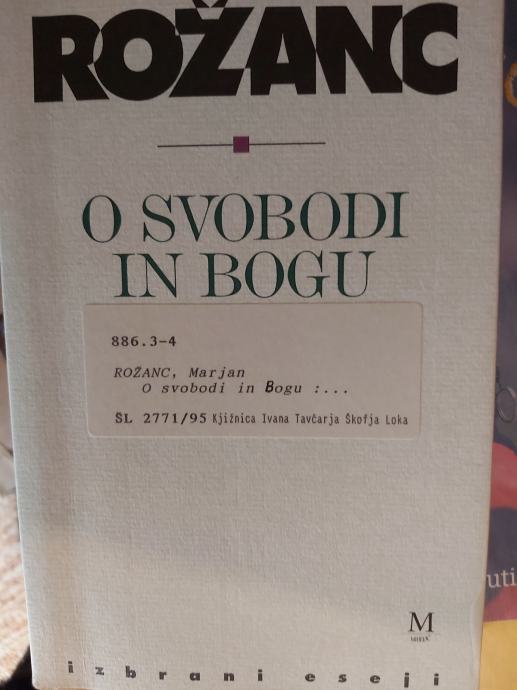 ROŽANC
O SVOBODI
IN BOGU
886.3-4
ROŽANC, Marjan
O svobodi in Bogu :...
ŠL 2771/95 Kjižnica Ivana Tavčarja Škofja Loka
uti
M
izbrani eseji